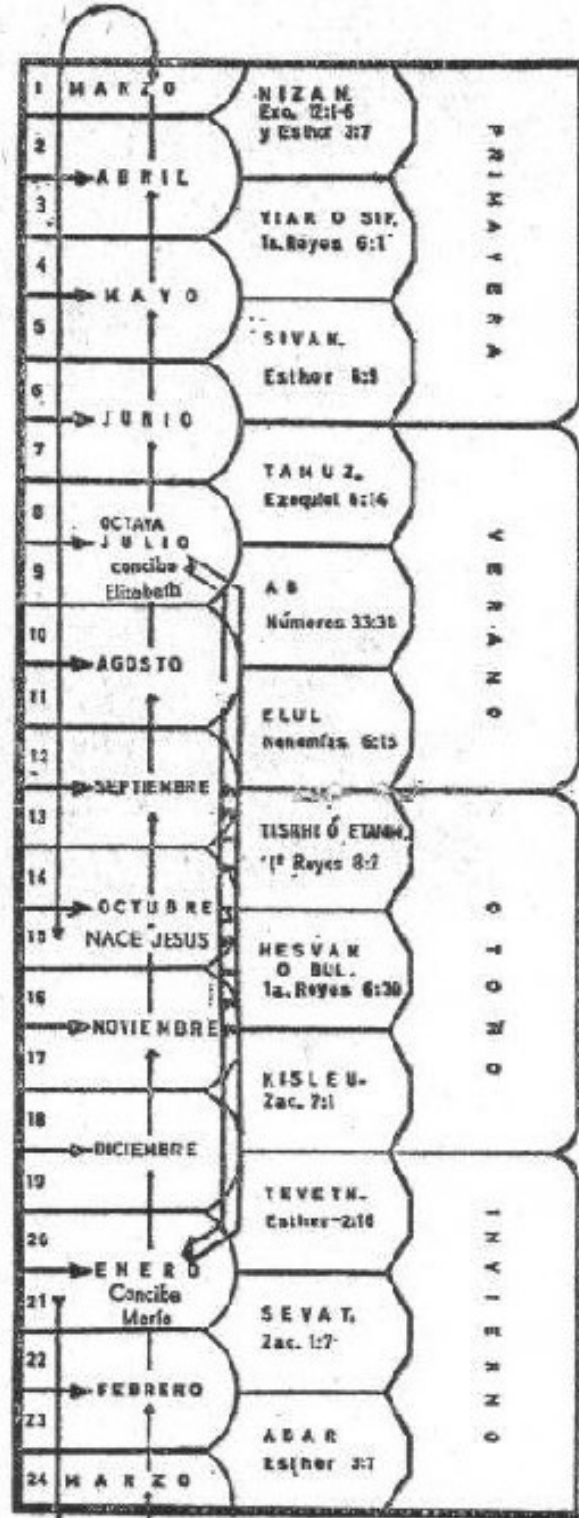 1 MARZO
2
ABRIL
3
4
MAYO
5
6
JUNIO
7
8
OCTAVA
JULIO
9
concibe
Elizabeth
10
AGOSTO
11
12
SEPTIEMBRE
13
14
OCTUBRE
15
NACE JESUS
16
NOVIEMBRE
17
18
DICIEMBRE
19
20
ENERO
21
Concibe
María
22
FEBRERO
23
24 MARZO
NIZAN.
Exo. 12:1-6
y Esther 3:7
YIAR O SIF.
1a. Reyes 6:1
SIVAN.
Esther 8:9
TAMUZ.
Ezequiel 8:14
AB
Números 33:38
ELUL
Nehemías 6:15
TISRHI Ó ETANIM.
1ª Reyes 8:2
HESVAN
O BUL.
1a. Reyes 6:38
KISLEU.
Zac. 7:1
TEVETH.
Esther 2:16
SEVAT.
Zac. 1:7
ADAR
Esther 3:7
PRIMAVERA
VERANO
OTOÑO
INVIERNO